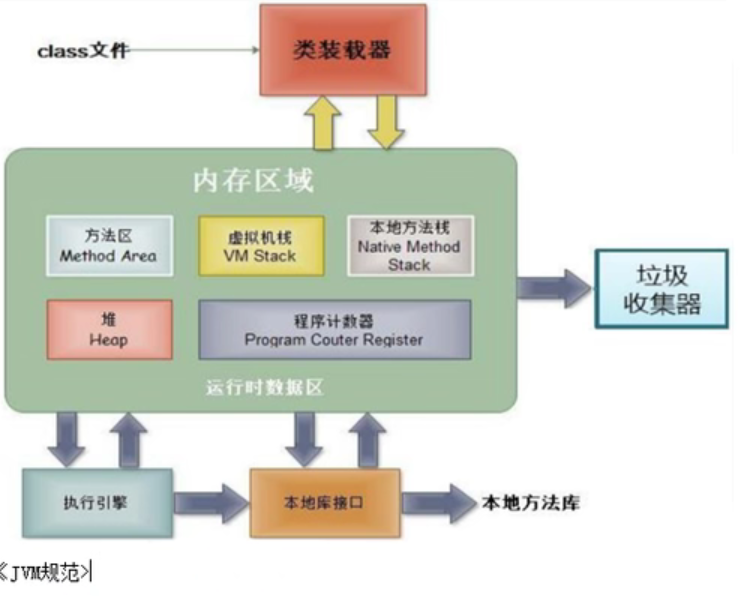 class文件
类装载器
内存区域
方法区
Method Area
虚拟机栈
VM Stack
本地方法栈
Native Method
Stack
堆
Heap
程序计数器
Program Couter Register
运行时数据区
垃圾
收集器
执行引擎
本地库接口
本地方法库
《JVM规范》